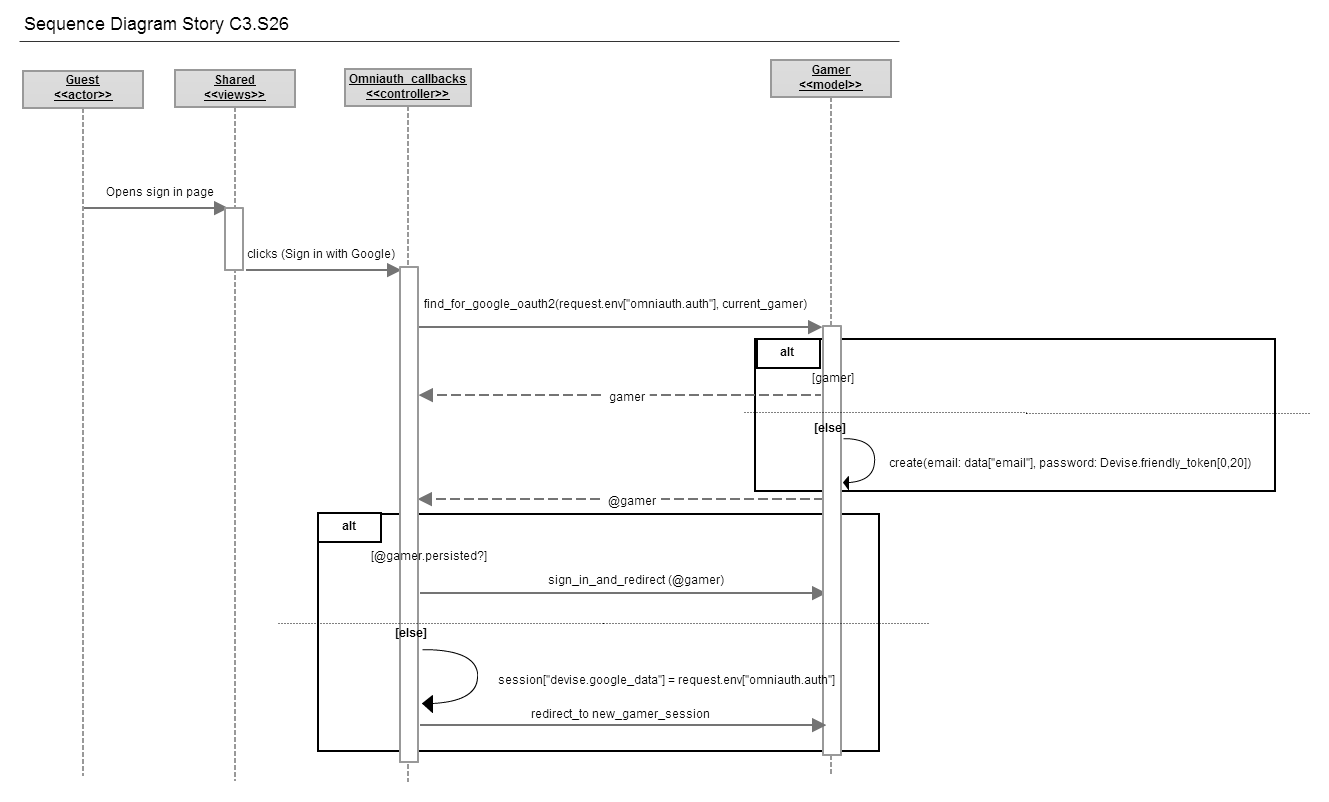 Sequence Diagram Story C3.S26
Guest
<<actor>>
Shared
<<views>>
Omniauth_callbacks
<<controller>>
Gamer
<<model>>
Opens sign in page
clicks (Sign in with Google)
find_for_google_oauth2(request.env["omniauth.auth"], current_gamer)
alt
[gamer]
gamer
[else]
create(email: data["email"], password: Devise.friendly_token[0,20])
@gamer
alt
[@gamer.persisted?]
sign_in_and_redirect (@gamer)
[else]
session["devise.google_data"] = request.env["omniauth.auth"]
redirect_to new_gamer_session